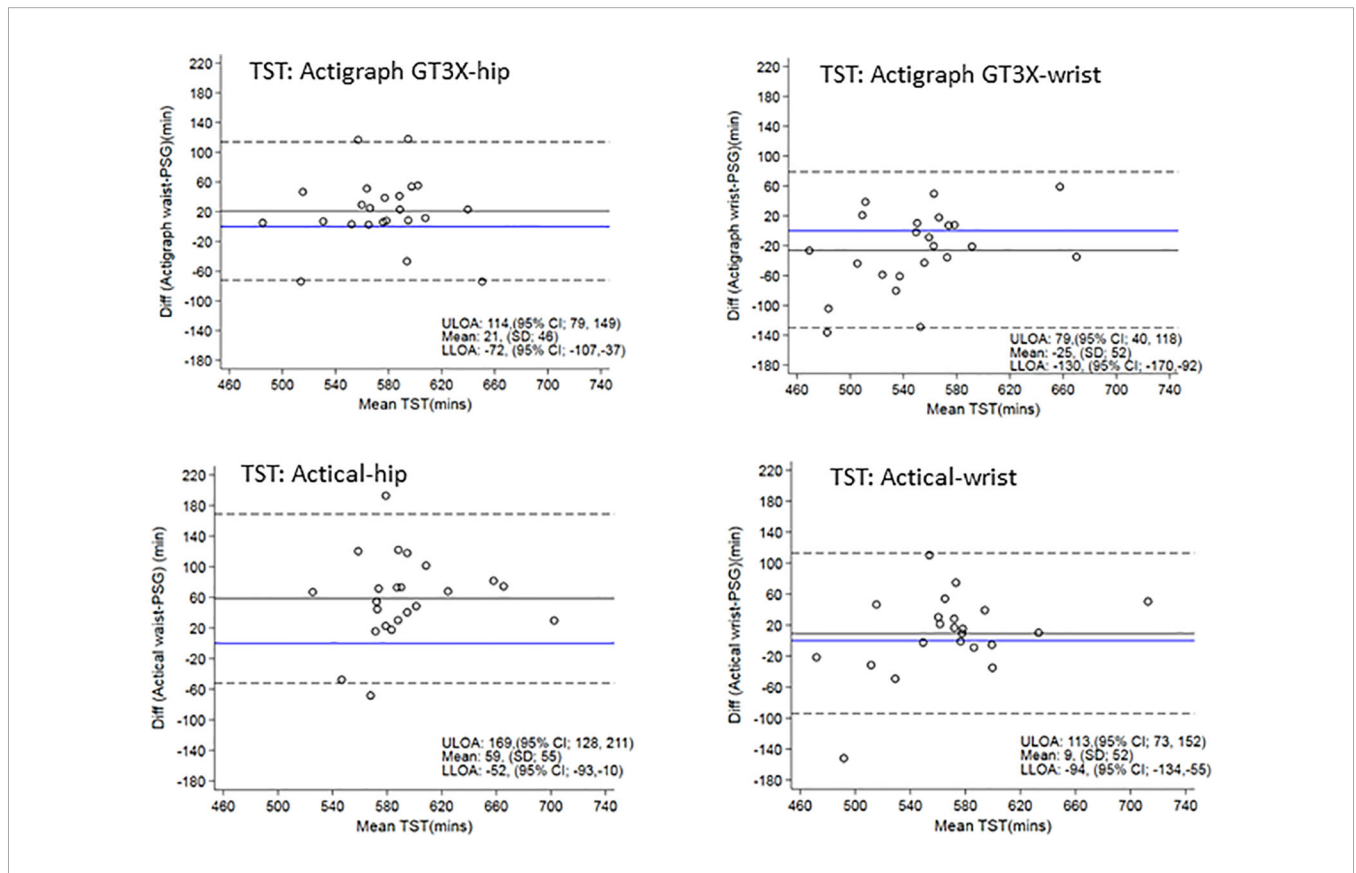 TST: Actigraph GT3X-hip
Diff (Actigraph waist-PSG)(min)
220
180
140
100
60
20
-20
-60
-100
-140
-180
ULOA: 114,(95% CI; 79, 149)
Mean: 21, (SD; 46)
LLOA: -72, (95% CI; -107,-37)
460 500 540 580 620 660 700 740
Mean TST(mins)
TST: Actigraph GT3X-wrist
Diff (Actigraph wrist-PSG)(min)
220
180
140
100
60
20
-20
-60
-100
-140
-180
ULOA: 79,(95% CI; 40, 118)
Mean: -25, (SD; 52)
LLOA: -130, (95% CI; -170,-92)
460 500 540 580 620 660 700 740
Mean TST(mins)
TST: Actical-hip
Diff (Actical waist-PSG) (min)
220
180
140
100
60
20
-20
-60
-100
-140
-180
ULOA: 169,(95% CI; 128, 211)
Mean: 59, (SD; 55)
LLOA: -52, (95% CI; -93,-10)
460 500 540 580 620 660 700 740
Mean TST(mins)
TST: Actical-wrist
Diff (Actical wrist-PSG)(min)
220
180
140
100
60
20
-20
-60
-100
-140
-180
ULOA: 113,(95% CI; 73, 152)
Mean: 9, (SD; 52)
LLOA: -94, (95% CI; -134,-55)
460 500 540 580 620 660 700 740
Mean TST(mins)